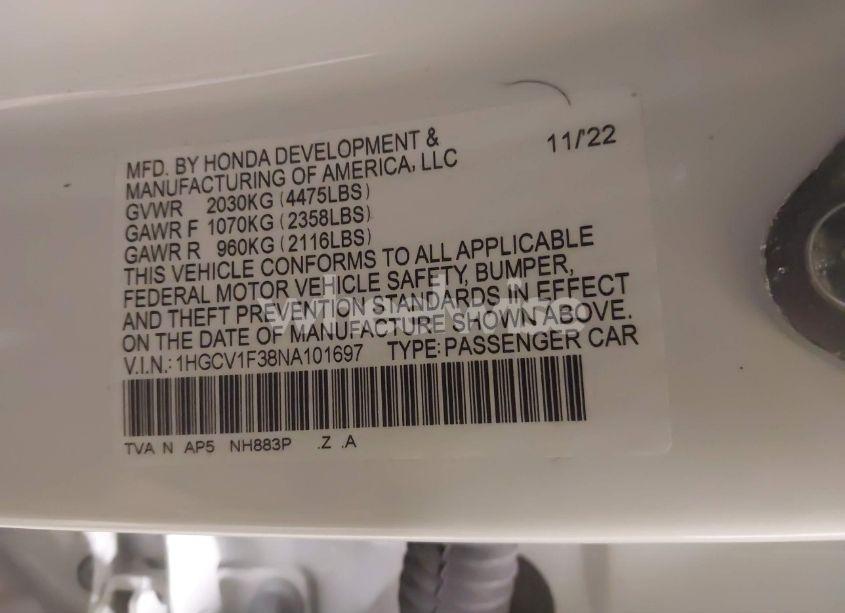 MFD. BY HONDA DEVELOPMENT & 11/'22
MANUFACTURING OF AMERICA, LLC
GVWR 2030KG (4475LBS)
GAWR F 1070KG (2358LBS)
GAWR R 960KG (2116LBS)
THIS VEHICLE CONFORMS TO ALL APPLICABLE
FEDERAL MOTOR VEHICLE SAFETY, BUMPER,
AND THEFT PREVENTION STANDARDS IN EFFECT
ON THE DATE OF MANUFACTURE SHOWN ABOVE.
V.I.N.: 1HGCV1F38NA101697 TYPE: PASSENGER CAR
TVA N AP5 NH883P .Z .A